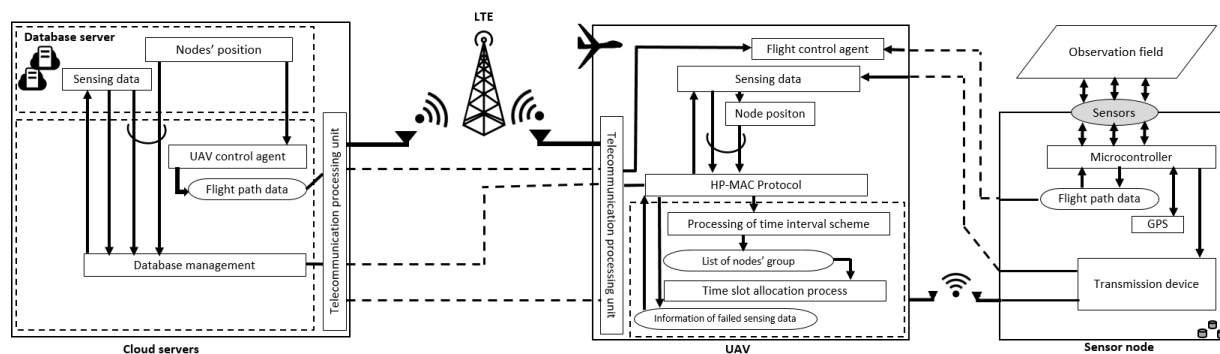 Database server
Nodes' position
Sensing data
UAV control agent
Flight path data
Database management
Telecommunication processing unit
Cloud servers
LTE
Telecommunication processing unit
Flight control agent
Sensing data
Node positon
HP-MAC Protocol
Processing of time interval scheme
List of nodes' group
Time slot allocation process
Information of failed sensing data
UAV
Observation field
Sensors
Microcontroller
Flight path data
GPS
Transmission device
Sensor node